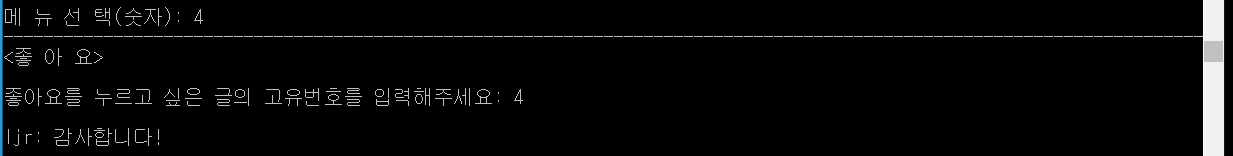 메 뉴 선 택(숫자): 4
<좋 아 요>
좋아요를 누르고 싶은 글의 고유번호를 입력해주세요: 4
ljr: 감사합니다!